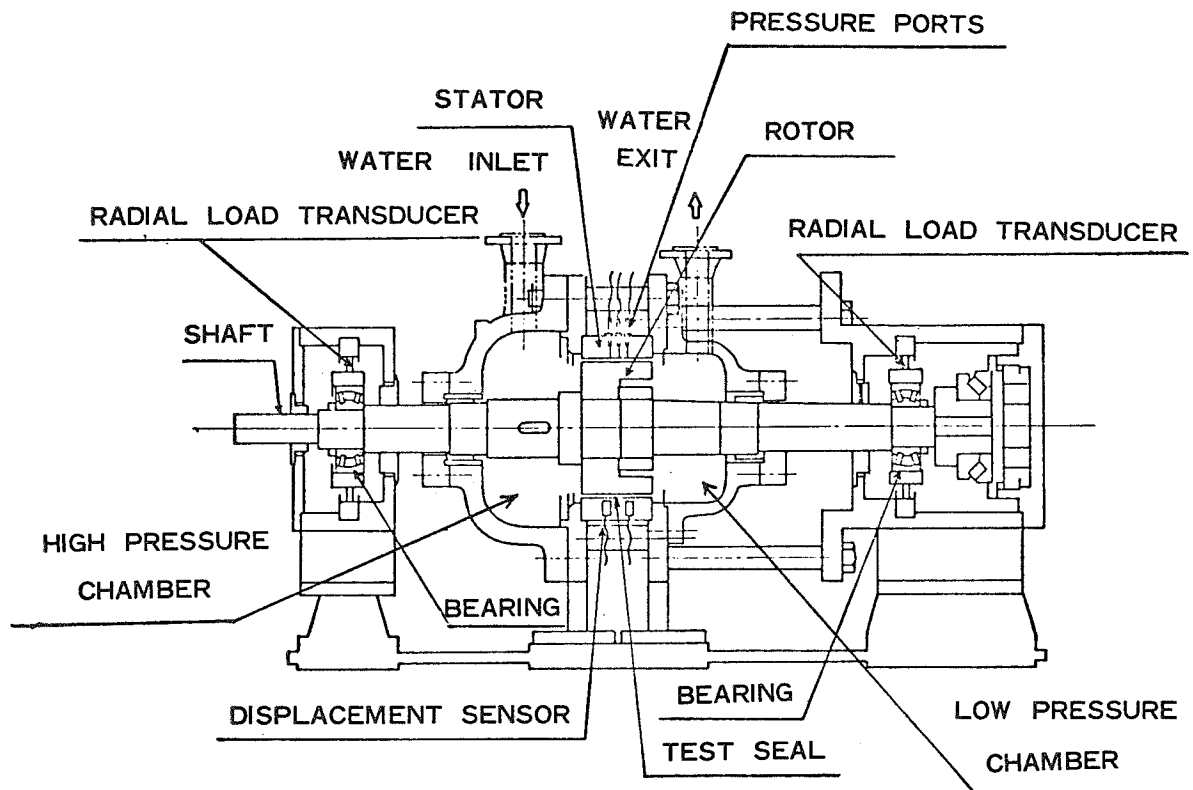 PRESSURE PORTS
STATOR
WATER
EXIT
ROTOR
WATER INLET
RADIAL LOAD TRANSDUCER
RADIAL LOAD TRANSDUCER
SHAFT
HIGH PRESSURE
CHAMBER
BEARING
DISPLACEMENT SENSOR
BEARING
TEST SEAL
LOW PRESSURE
CHAMBER